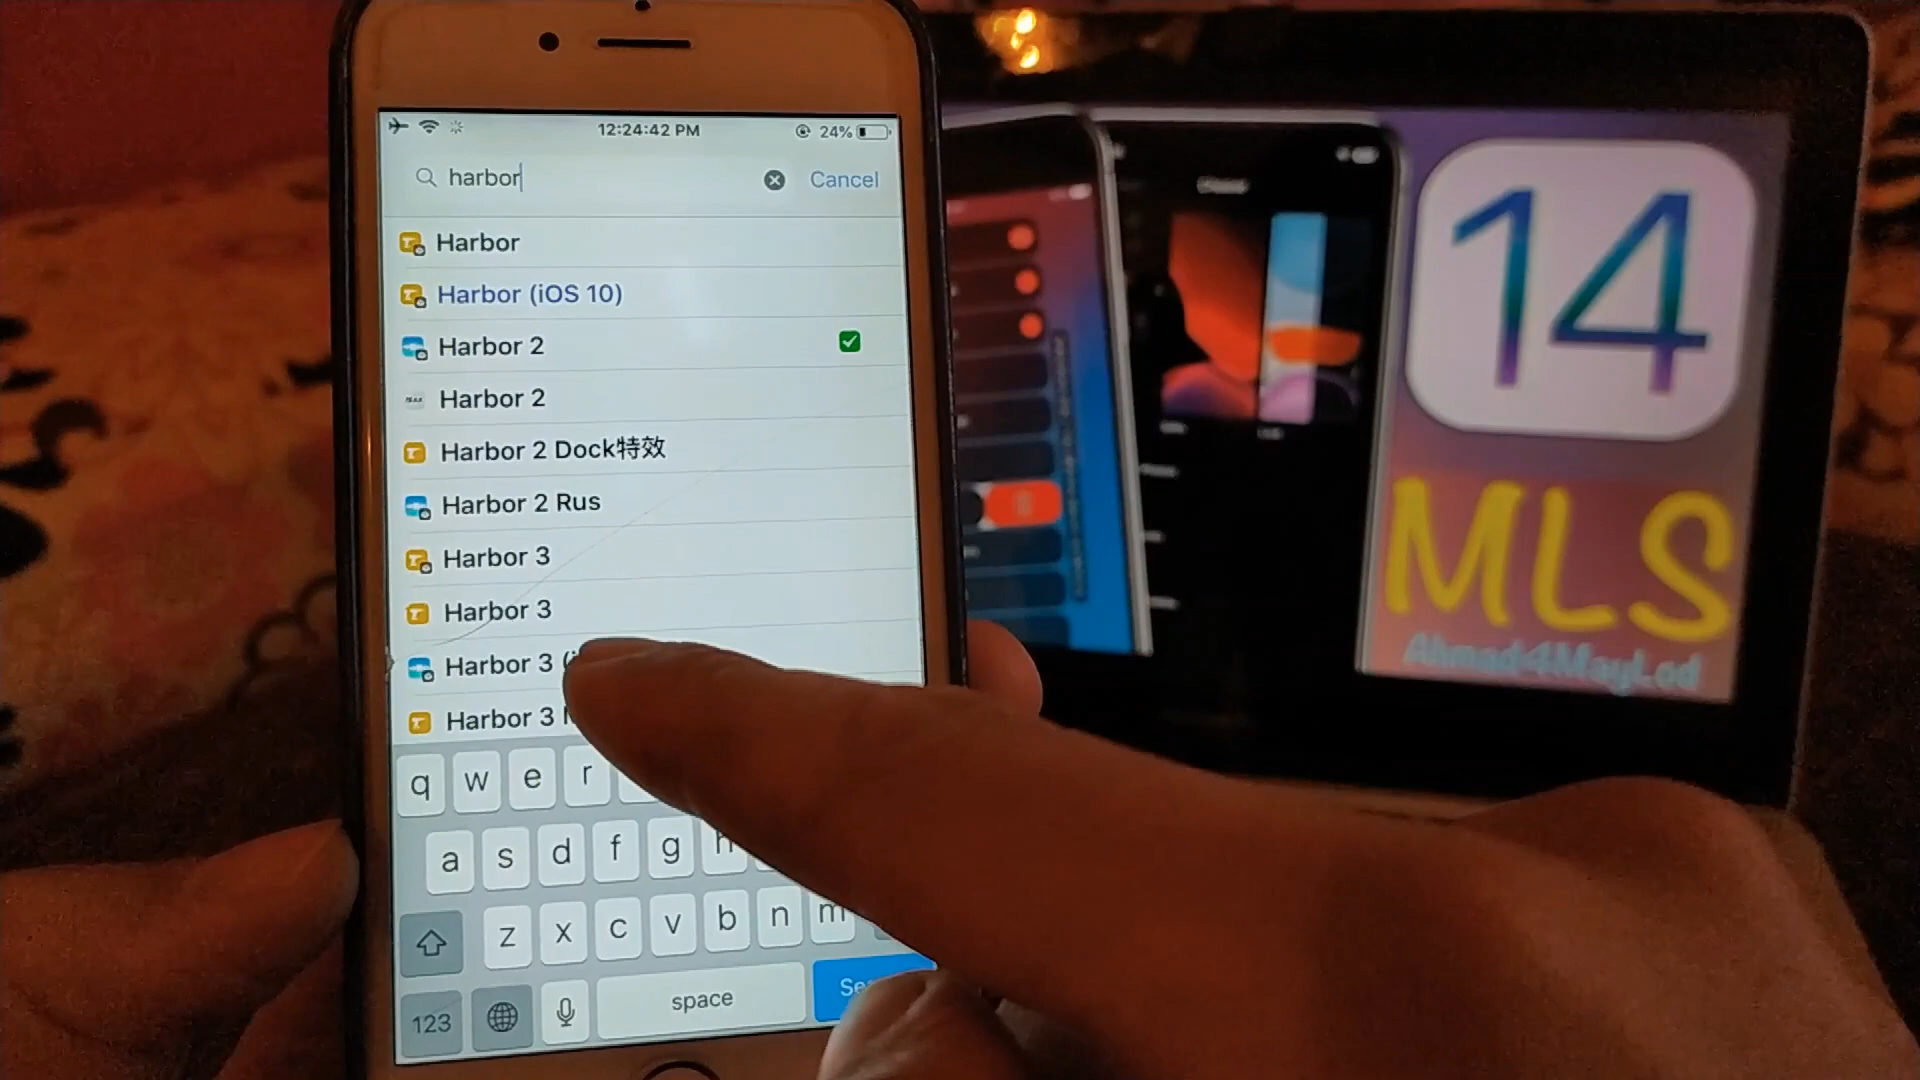 12:24:42 PM
24%
harbor
Cancel
Harbor
Harbor (iOS 10)
Harbor 2
Harbor 2
Harbor 2 Dock特效
Harbor 2 Rus
Harbor 3
Harbor 3
Harbor 3 (i
Harbor 3
q w e r
a s d f g h
z x c v b n m
123
space
Se
14
MLS
Ahmad4MayLod